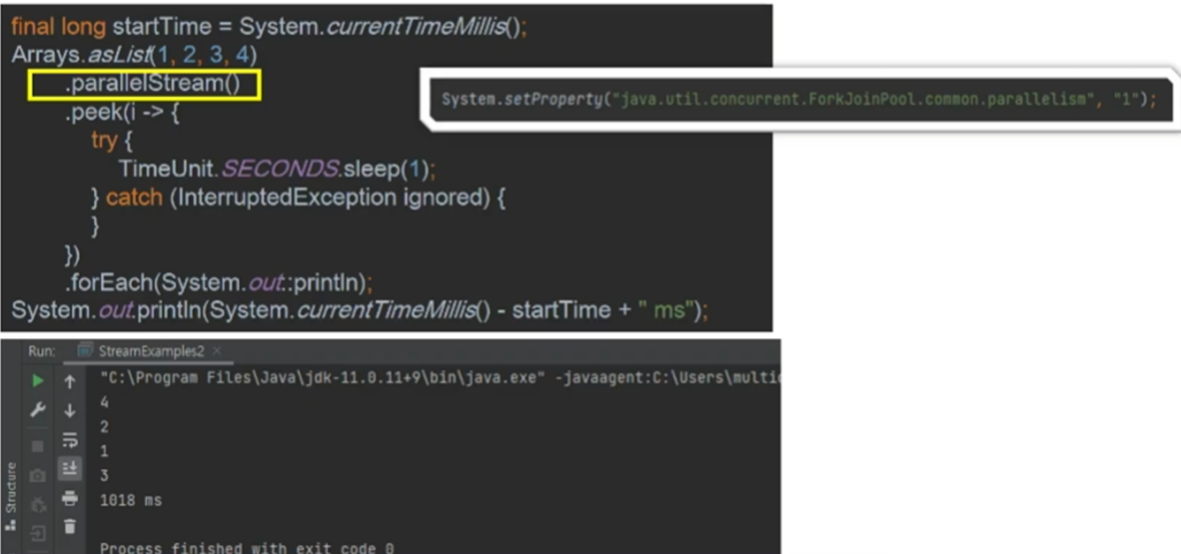 final long startTime = System.currentTimeMillis();
Arrays.asList(1, 2, 3, 4)
.parallelStream()
System.setProperty("java.util.concurrent.ForkJoinPool.common.parallelism", "1");
.peek(i -> {
try {
TimeUnit.SECONDS.sleep(1);
} catch (InterruptedException ignored) {
}
})
.forEach(System.out::println);
System.out.println(System.currentTimeMillis() - startTime + " ms");
Run: StreamExamples2 ×
"C:\Program Files\Java\jdk-11.0.11+9\bin\java.exe" -javaagent:C:\Users\multi
4
2
1
3
1018 ms
Process finished with exit code 0
Structure